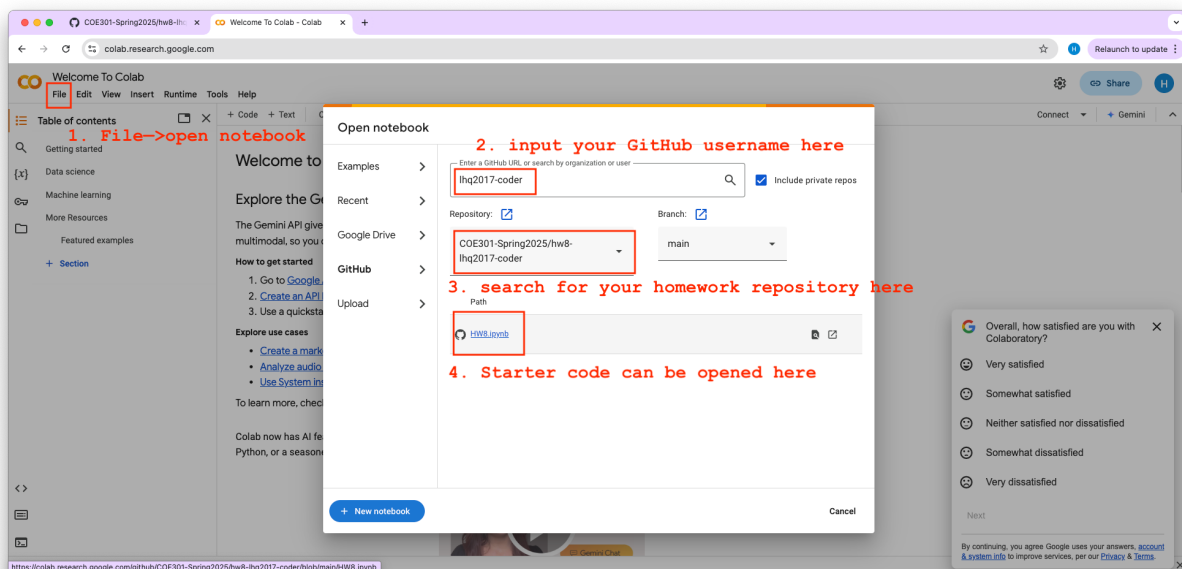 COE301-Spring2025/hw8-lhq
Welcome To Colab - Colab
colab.research.google.com
H
Relaunch to update
Welcome To Colab
File Edit View Insert Runtime Tools Help
Share
H
Table of contents
+ Code + Text
Connect
Gemini
1. File—>open notebook
Getting started
Data science
Machine learning
More Resources
Featured examples
+ Section
Welcome to
Explore the Ge
The Gemini API give
multimodal, so you c
How to get started
1. Go to Google
2. Create an API
3. Use a quicksta
Explore use cases
Create a mark
Analyze audio
Use System ins
To learn more, chec
Colab now has AI fe
Python, or a seasone
Open notebook
2. input your GitHub username here
Examples
Recent
Google Drive
GitHub
Upload
Enter a GitHub URL or search by organization or user
lhq2017-coder
Include private repos
Repository:
Branch:
COE301-Spring2025/hw8-
lhq2017-coder
main
3. search for your homework repository here
Path
HW8.ipynb
4. Starter code can be opened here
+ New notebook
Cancel
Gemini Chat
Overall, how satisfied are you with
Colaboratory?
Very satisfied
Somewhat satisfied
Neither satisfied nor dissatisfied
Somewhat dissatisfied
Very dissatisfied
Next
By continuing, you agree Google uses your answers, account
& system info to improve services, per our Privacy & Terms.
https://colab.research.google.com/github/COE301-Spring2025/hw8-lhq2017-coder/blob/main/HW8.ipynb